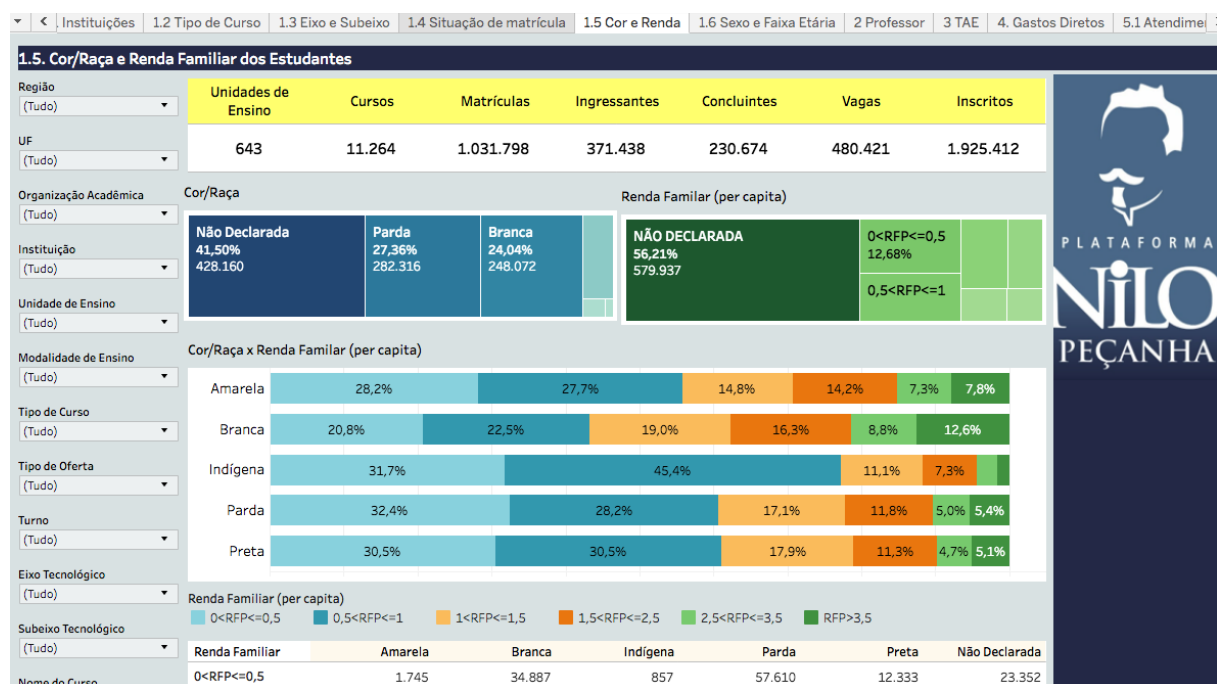 Instituições 1.2 Tipo de Curso 1.3 Eixo e Subeixo 1.4 Situação de matrícula 1.5 Cor e Renda 1.6 Sexo e Faixa Etária 2 Professor 3 TAE 4. Gastos Diretos 5.1 Atendime
1.5. Cor/Raça e Renda Familiar dos Estudantes
Região
(Tudo)
UF
(Tudo)
Organização Acadêmica
(Tudo)
Instituição
(Tudo)
Unidade de Ensino
(Tudo)
Modalidade de Ensino
(Tudo)
Tipo de Curso
(Tudo)
Tipo de Oferta
(Tudo)
Turno
(Tudo)
Eixo Tecnológico
(Tudo)
Subeixo Tecnológico
(Tudo)
Nome do Curso
Unidades de Ensino Cursos Matrículas Ingressantes Concluintes Vagas Inscritos
643 11.264 1.031.798 371.438 230.674 480.421 1.925.412
Cor/Raça
Não Declarada
41,50%
428.160
Parda
27,36%
282.316
Branca
24,04%
248.072
Renda Familar (per capita)
NÃO DECLARADA
56,21%
579.937
0<RFP<=0,5
12,68%
0,5<RFP<=1
Cor/Raça x Renda Familar (per capita)
Amarela 28,2% 27,7% 14,8% 14,2% 7,3% 7,8%
Branca 20,8% 22,5% 19,0% 16,3% 8,8% 12,6%
Indígena 31,7% 45,4% 11,1% 7,3%
Parda 32,4% 28,2% 17,1% 11,8% 5,0% 5,4%
Preta 30,5% 30,5% 17,9% 11,3% 4,7% 5,1%
Renda Familiar (per capita)
0<RFP<=0,5 0,5<RFP<=1 1<RFP<=1,5 1,5<RFP<=2,5 2,5<RFP<=3,5 RFP>3,5
Renda Familiar Amarela Branca Indígena Parda Preta Não Declarada
0<RFP<=0,5 1.745 34.887 857 57.610 12.333 23.352
PLATAFORMA
NILO
PEÇANHA